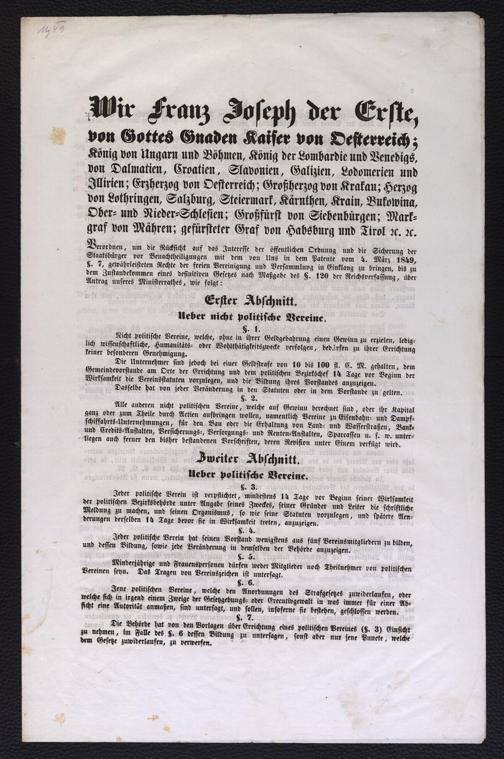 Wir Franz Joseph der Erste,
von Gottes Gnaden Kaiser von Oesterreich;
König von Ungarn und Böhmen, König der Lombardie und Venedigs,
von Dalmatien, Croatien, Slavonien, Galizien, Lodomerien und
Illirien; Erzherzog von Oesterreich; Großherzog von Krakau; Herzog
von Lothringen, Salzburg, Steiermark, Kärnthen, Krain, Bukowina,
Ober- und Nieder-Schlesien; Großfürst von Siebenbürgen; Mark-
graf von Mähren; gefürsteter Graf von Habsburg und Tirol ꝛc. ꝛc.
Verordnen, um die Rücksicht auf das Interesse der öffentlichen Ordnung und die Sicherung der
Staatsbürger vor Benachtheiligungen mit dem von Uns in dem Patente vom 4. März 1849,
§. 7, gewährleisteten Rechte der freien Vereinigung und Versammlung in Einklang zu bringen, bis zu
dem Zustandekommen eines definitiven Gesetzes nach Maßgabe des §. 120 der Reichsverfassung, über
Antrag unseres Ministerrathes, wie folgt:
Erster Abschnitt.
Ueber nicht politische Vereine.
§. 1.
Nicht politische Vereine, welche, ohne in ihrer Geldgebahrung einen Gewinn zu erzielen, ledig-
lich wissenschaftliche, Humanitäts- oder Wohlthätigkeitszwecke verfolgen, bedürfen zu ihrer Errichtung
keiner besonderen Genehmigung.
Die Unternehmer sind jedoch bei einer Geldstrafe von 10 bis 100 fl. C. M. gehalten, dem
Gemeindevorstande am Orte der Errichtung und dem politischen Bezirkschef 14 Tage vor Beginn der
Wirksamkeit die Vereinsstatuten vorzulegen, und die Bildung ihres Vorstandes anzuzeigen.
Dasselbe hat von jeder Veränderung in den Statuten oder in dem Vorstande zu gelten.
§. 2.
Alle anderen nicht politischen Vereine, welche auf Gewinn berechnet sind, oder ihr Kapital
ganz oder zum Theile durch Actien aufbringen wollen, namentlich Vereine zu Eisenbahn- und Dampf-
schifffahrts-Unternehmungen, für den Bau oder die Erhaltung von Land- und Wasserstraßen, Bank-
und Credits-Anstalten, Versicherungs-, Versorgungs- und Renten-Anstalten, Sparcassen u. s. w. unter-
liegen auch ferner den bisher bestandenen Vorschriften, deren Revision unter Einem verfügt wird.
Zweiter Abschnitt.
Ueber politische Vereine.
§. 3.
Jeder politische Verein ist verpflichtet, mindestens 14 Tage vor Beginn seiner Wirksamkeit
der politischen Bezirksbehörde unter Angabe seines Zweckes, seiner Gründer und Leiter die schriftliche
Meldung zu machen, und seinen Organismus, so wie seine Statuten vorzulegen, und spätere Aen-
derungen derselben 14 Tage bevor sie in Wirksamkeit treten, anzuzeigen.
§. 4.
Jeder politische Verein hat seinen Vorstand wenigstens aus fünf Vereinsmitgliedern zu bilden,
und dessen Bildung, sowie jede Veränderung in demselben der Behörde anzuzeigen.
§. 5.
Minderjährige und Frauenspersonen dürfen weder Mitglieder noch Theilnehmer von politischen
Vereinen seyn. Das Tragen von Vereinszeichen ist untersagt.
§. 6.
Jene politischen Vereine, welche den Anordnungen des Strafgesetzes zuwiderlaufen, oder
welche sich in irgend einem Zweige der Gesetzgebungs- oder Executivgewalt in was immer für einer Ab-
sicht eine Autorität anmaßen, sind untersagt, und sollen, insoferne sie bestehen, geschlossen werden.
§. 7.
Die Behörde hat von den Vorlagen über Errichtung eines politischen Vereines (§. 3) Einsicht
zu nehmen, im Falle des §. 6 dessen Bildung zu untersagen, sonst aber nur jene Puncte, welche
dem Gesetze zuwiderlaufen, zu verwerfen.